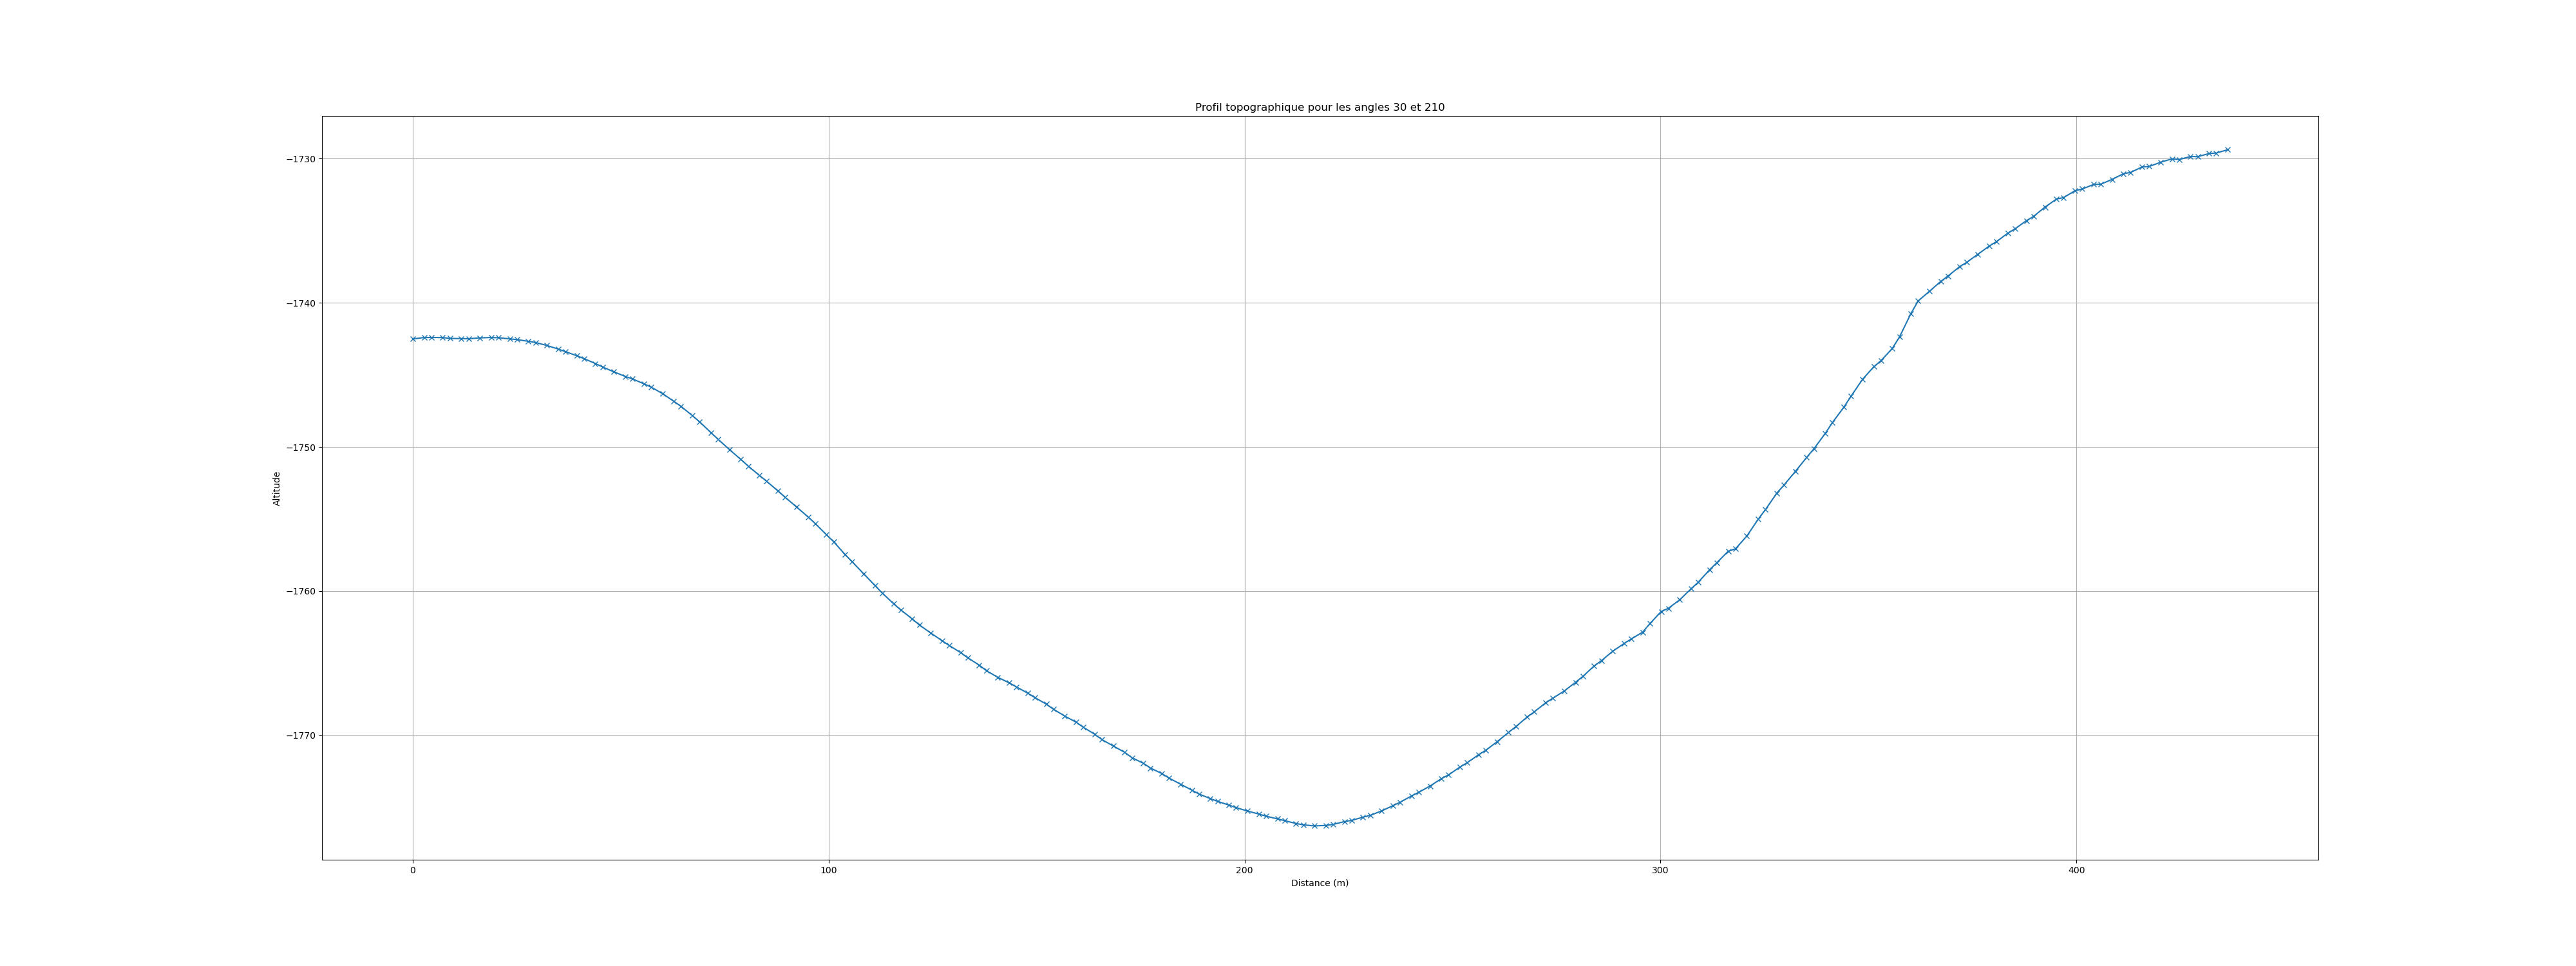 Profil topographique pour les angles 30 et 210
−1730
−1740
−1750
−1760
−1770
Altitude
0 100 200 300 400
Distance (m)